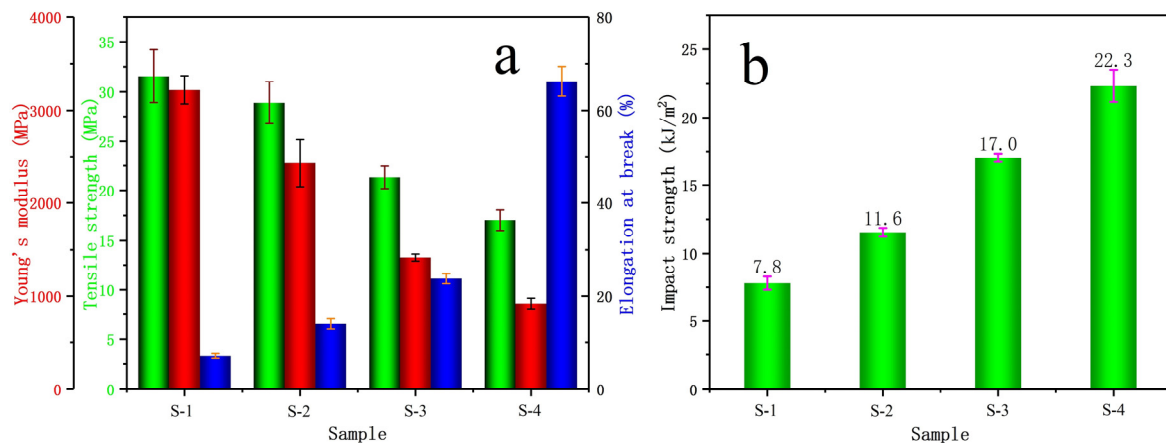 a
4000
3000
2000
1000
0
Young's modulus (MPa)
35
30
25
20
15
10
5
0
Tensile strength (MPa)
80
60
40
20
0
Elongation at break (%)
S-1
S-2
S-3
S-4
Sample
b
25
20
15
10
5
0
Impact strength (kJ/m²)
7.8
11.6
17.0
22.3
S-1
S-2
S-3
S-4
Sample